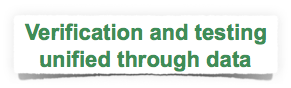 Verification and testing
unified through data